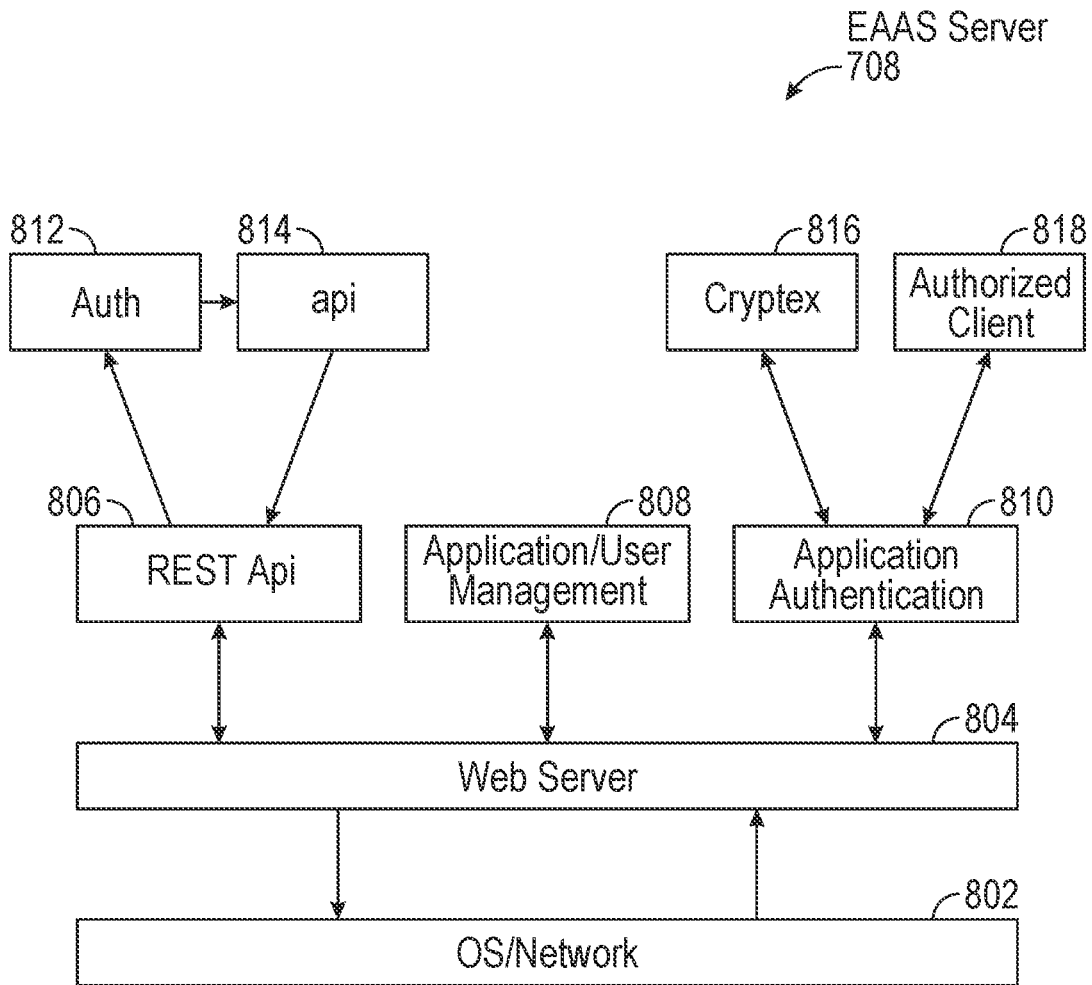 EAAS Server
708
812
814
816
818
Auth
api
Cryptex
Authorized
Client
806
808
810
REST Api
Application/User
Management
Application
Authentication
804
Web Server
802
OS/Network